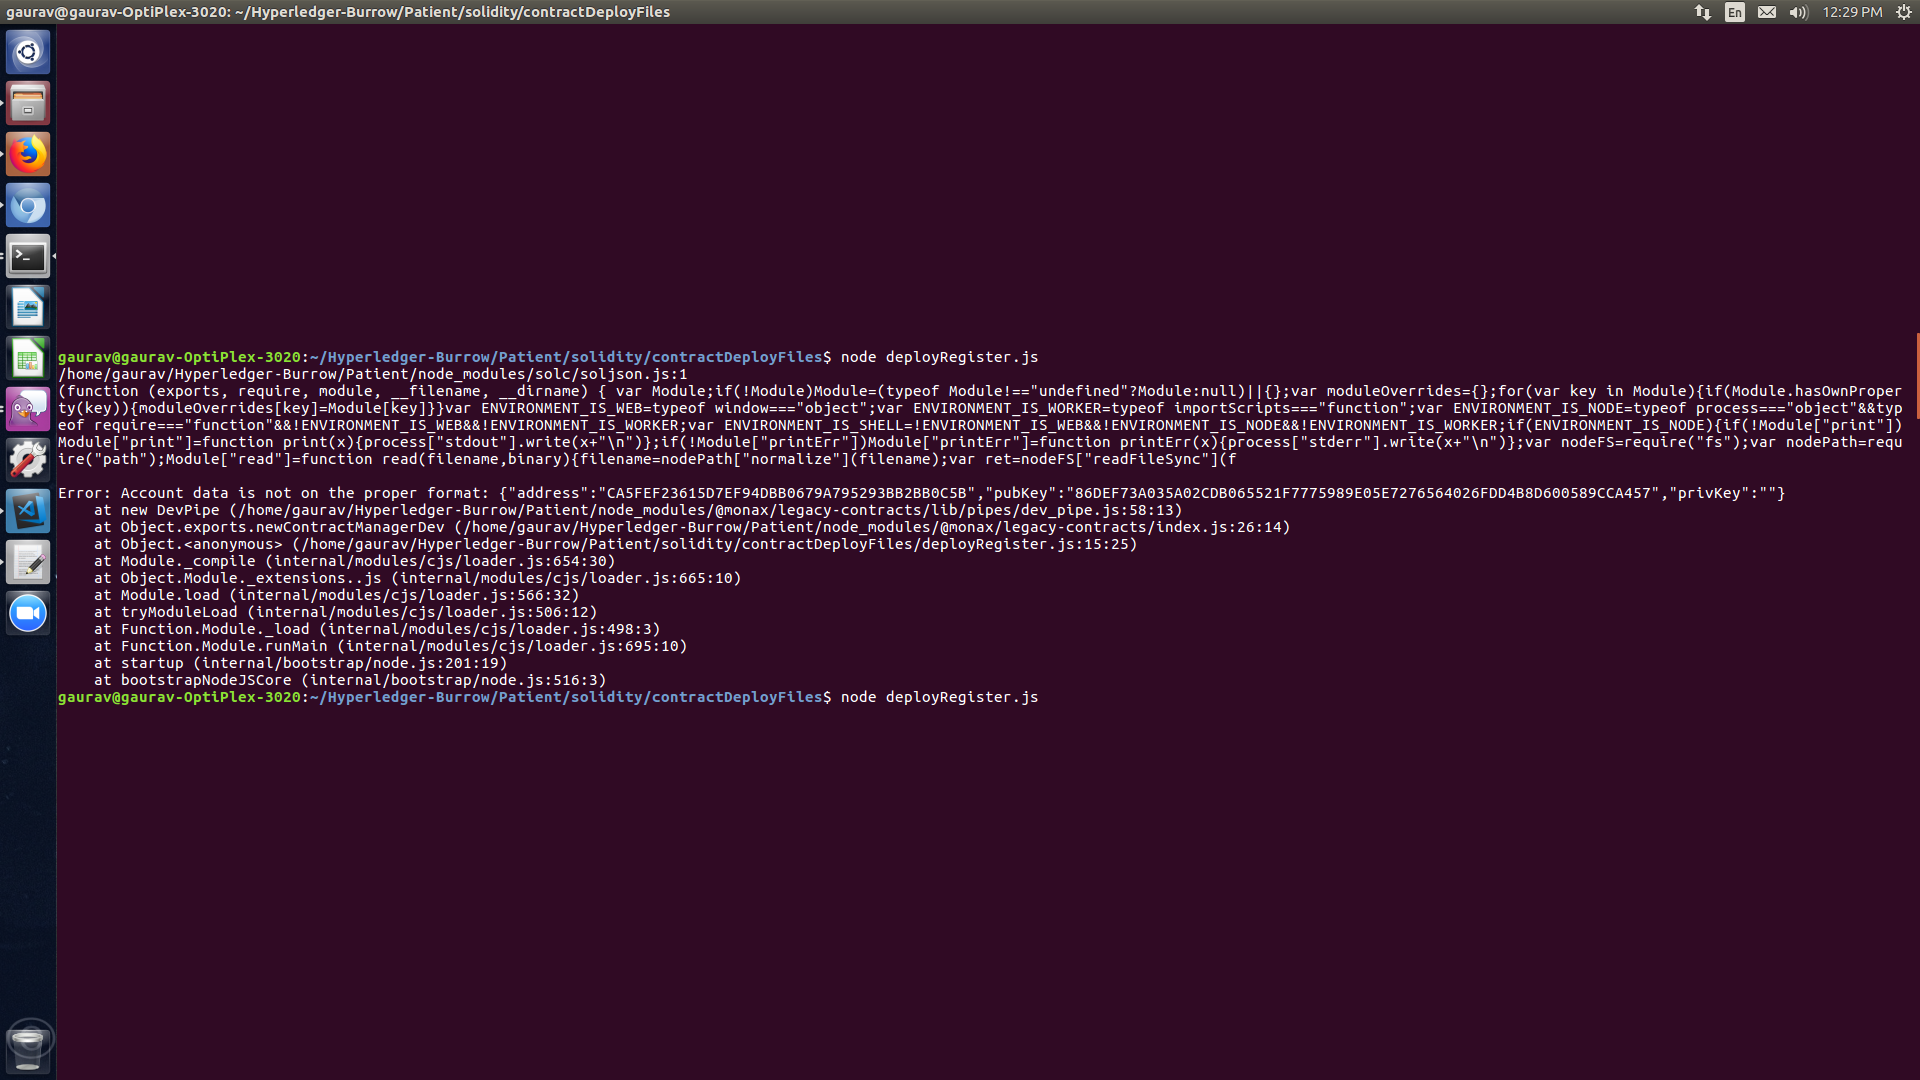 gaurav@gaurav-OptiPlex-3020: ~/Hyperledger-Burrow/Patient/solidity/contractDeployFiles
En
12:29 PM
gaurav@gaurav-OptiPlex-3020:~/Hyperledger-Burrow/Patient/solidity/contractDeployFiles$ node deployRegister.js
/home/gaurav/Hyperledger-Burrow/Patient/node_modules/solc/soljson.js:1
(function (exports, require, module, __filename, __dirname) { var Module;if(!Module)Module=(typeof Module!=="undefined"?Module:null)||{};var moduleOverrides={};for(var key in Module){if(Module.hasOwnProper
ty(key)){moduleOverrides[key]=Module[key]}}var ENVIRONMENT_IS_WEB=typeof window==="object";var ENVIRONMENT_IS_WORKER=typeof importScripts==="function";var ENVIRONMENT_IS_NODE=typeof process==="object"&&typ
eof require==="function"&&!ENVIRONMENT_IS_WEB&&!ENVIRONMENT_IS_WORKER;var ENVIRONMENT_IS_SHELL=!ENVIRONMENT_IS_WEB&&!ENVIRONMENT_IS_NODE&&!ENVIRONMENT_IS_WORKER;if(ENVIRONMENT_IS_NODE){if(!Module["print"])
Module["print"]=function print(x){process["stdout"].write(x+"\n")};if(!Module["printErr"])Module["printErr"]=function printErr(x){process["stderr"].write(x+"\n")};var nodeFS=require("fs");var nodePath=requ
ire("path");Module["read"]=function read(filename,binary){filename=nodePath["normalize"](filename);var ret=nodeFS["readFileSync"](f
Error: Account data is not on the proper format: {"address":"CA5FEF23615D7EF94DBB0679A795293BB2BB0C5B","pubKey":"86DEF73A035A02CDB065521F7775989E05E7276564026FDD4B8D600589CCA457","privKey":""}
at new DevPipe (/home/gaurav/Hyperledger-Burrow/Patient/node_modules/@monax/legacy-contracts/lib/pipes/dev_pipe.js:58:13)
at Object.exports.newContractManagerDev (/home/gaurav/Hyperledger-Burrow/Patient/node_modules/@monax/legacy-contracts/index.js:26:14)
at Object.<anonymous> (/home/gaurav/Hyperledger-Burrow/Patient/solidity/contractDeployFiles/deployRegister.js:15:25)
at Module._compile (internal/modules/cjs/loader.js:654:30)
at Object.Module._extensions..js (internal/modules/cjs/loader.js:665:10)
at Module.load (internal/modules/cjs/loader.js:566:32)
at tryModuleLoad (internal/modules/cjs/loader.js:506:12)
at Function.Module._load (internal/modules/cjs/loader.js:498:3)
at Function.Module.runMain (internal/modules/cjs/loader.js:695:10)
at startup (internal/bootstrap/node.js:201:19)
at bootstrapNodeJSCore (internal/bootstrap/node.js:516:3)
gaurav@gaurav-OptiPlex-3020:~/Hyperledger-Burrow/Patient/solidity/contractDeployFiles$ node deployRegister.js